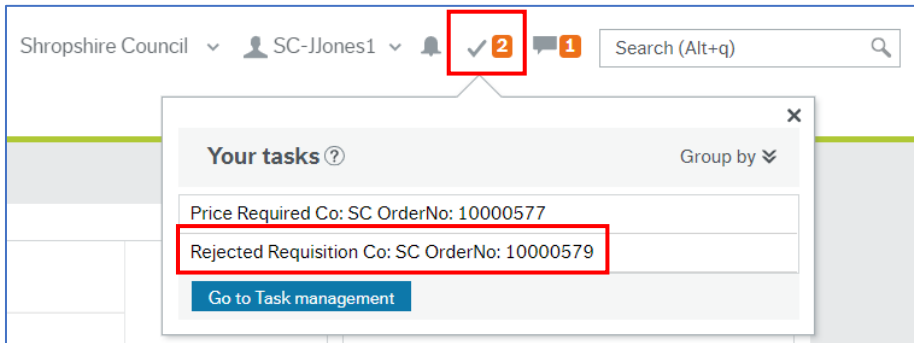 Shropshire Council SC-JJones1 2 1 Search (Alt+q)
Your tasks ? Group by
Price Required Co: SC OrderNo: 10000577
Rejected Requisition Co: SC OrderNo: 10000579
Go to Task management